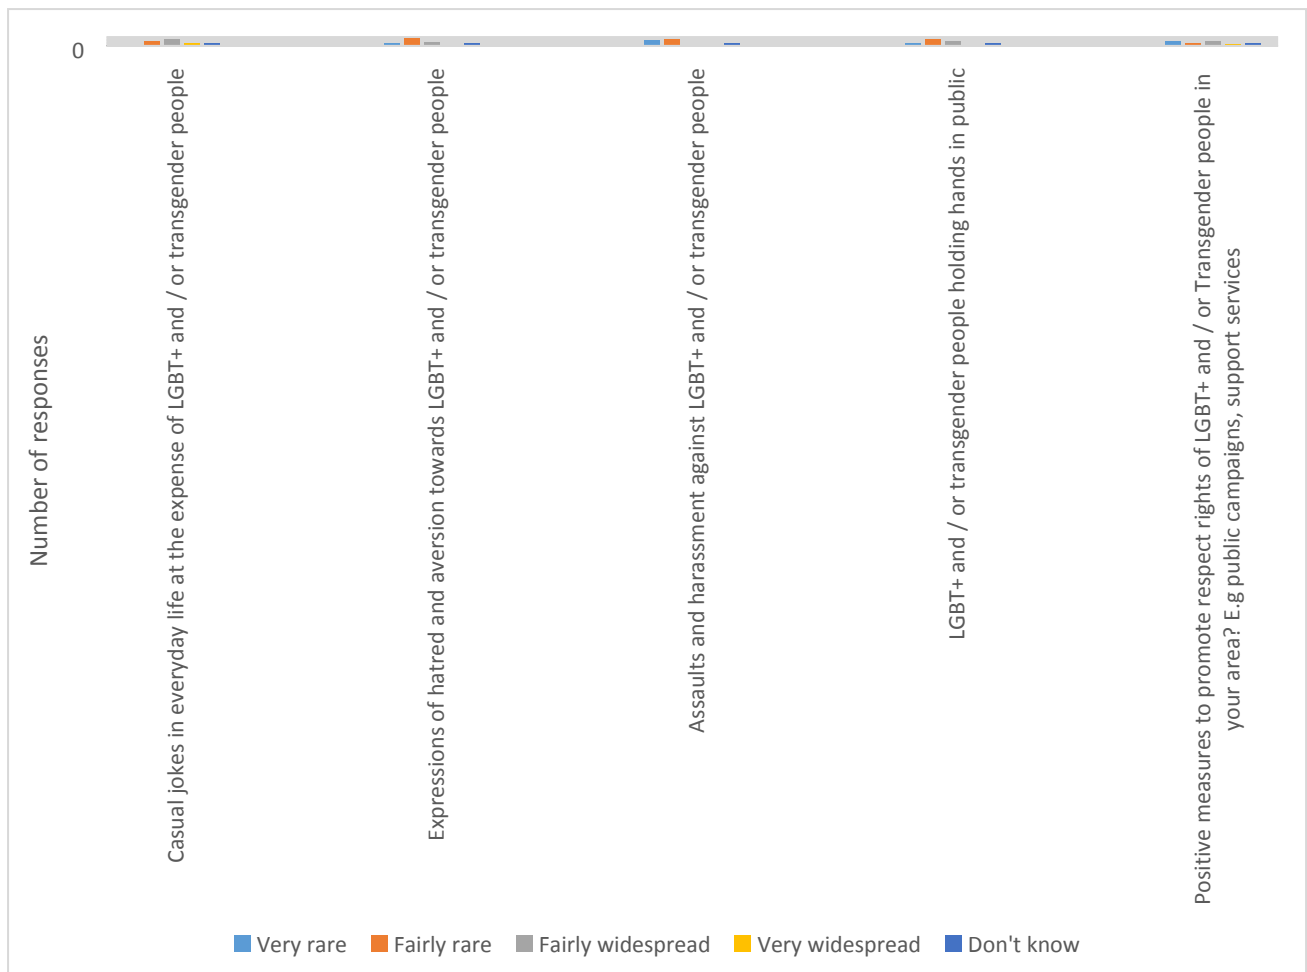 0
Number of responses
Casual jokes in everyday life at the expense of LGBT+ and / or transgender people
Expressions of hatred and aversion towards LGBT+ and / or transgender people
Assaults and harassment against LGBT+ and / or transgender people
LGBT+ and / or transgender people holding hands in public
Positive measures to promote respect rights of LGBT+ and / or Transgender people in
your area? E.g public campaigns, support services
Very rare Fairly rare Fairly widespread Very widespread Don't know